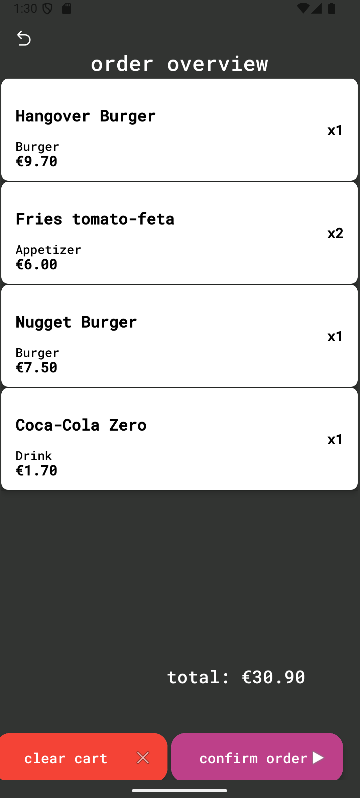 1:30
order overview
Hangover Burger
x1
Burger
€9.70
Fries tomato-feta
x2
Appetizer
€6.00
Nugget Burger
x1
Burger
€7.50
Coca-Cola Zero
x1
Drink
€1.70
total: €30.90
clear cart
confirm order